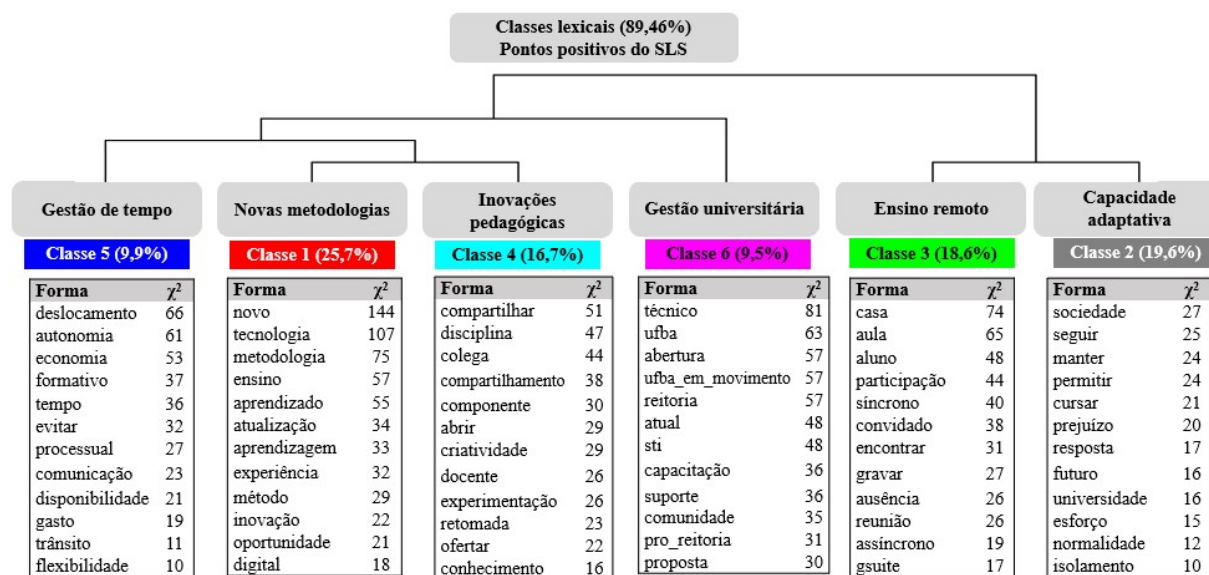 Classes lexicais (89,46%)
Pontos positivos do SLS
Gestão de tempo
Classe 5 (9,9%)
Forma χ²
deslocamento 66
autonomia 61
economia 53
formativo 37
tempo 36
evitar 32
processual 27
comunicação 23
disponibilidade 21
gasto 19
trânsito 11
flexibilidade 10
Novas metodologias
Classe 1 (25,7%)
Forma χ²
novo 144
tecnologia 107
metodologia 75
ensino 57
aprendizado 55
atualização 34
aprendizagem 33
experiência 32
método 29
inovação 22
oportunidade 21
digital 18
Inovações
pedagógicas
Classe 4 (16,7%)
Forma χ²
compartilhar 51
disciplina 47
colega 44
compartilhamento 38
componente 30
abrir 29
criatividade 29
docente 26
experimentação 26
retomada 23
ofertar 22
conhecimento 16
Gestão universitária
Classe 6 (9,5%)
Forma χ²
técnico 81
ufba 63
abertura 57
ufba_em_movimento 57
reitoria 57
atual 48
sti 48
capacitação 36
suporte 36
comunidade 35
pro_reitoria 31
proposta 30
Ensino remoto
Classe 3 (18,6%)
Forma χ²
casa 74
aula 65
aluno 48
participação 44
síncrono 40
convidado 38
encontrar 31
gravar 27
ausência 26
reunião 26
assíncrono 19
gsuite 17
Capacidade
adaptativa
Classe 2 (19,6%)
Forma χ²
sociedade 27
seguir 25
manter 24
permitir 24
cursar 21
prejuízo 20
resposta 17
futuro 16
universidade 16
esforço 15
normalidade 12
isolamento 10